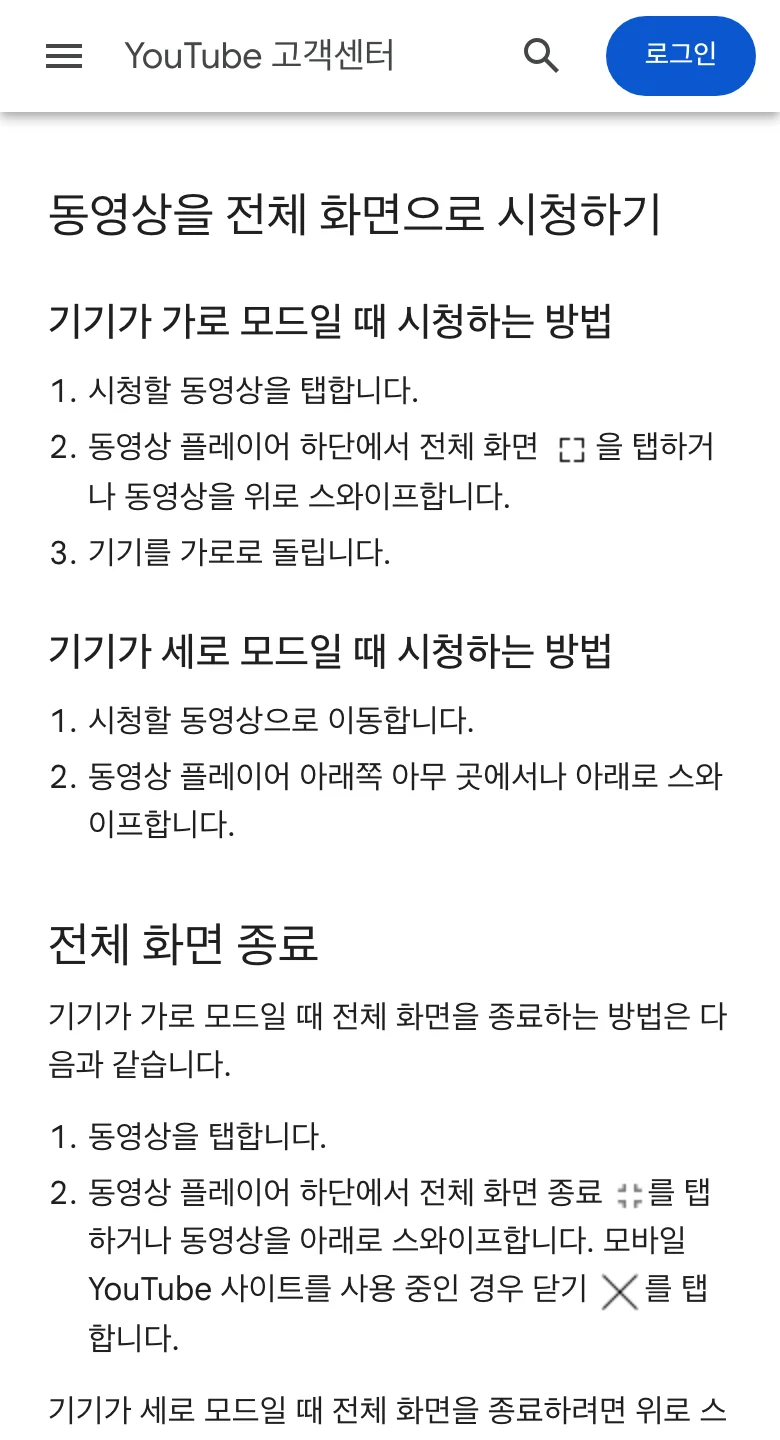 YouTube 고객센터
로그인
동영상을 전체 화면으로 시청하기
기기가 가로 모드일 때 시청하는 방법
1. 시청할 동영상을 탭합니다.
2. 동영상 플레이어 하단에서 전체 화면 을 탭하거
나 동영상을 위로 스와이프합니다.
3. 기기를 가로로 돌립니다.
기기가 세로 모드일 때 시청하는 방법
1. 시청할 동영상으로 이동합니다.
2. 동영상 플레이어 아래쪽 아무 곳에서나 아래로 스와
이프합니다.
전체 화면 종료
기기가 가로 모드일 때 전체 화면을 종료하는 방법은 다
음과 같습니다.
1. 동영상을 탭합니다.
2. 동영상 플레이어 하단에서 전체 화면 종료 를 탭
하거나 동영상을 아래로 스와이프합니다. 모바일
YouTube 사이트를 사용 중인 경우 닫기 를 탭
합니다.
기기가 세로 모드일 때 전체 화면을 종료하려면 위로 스